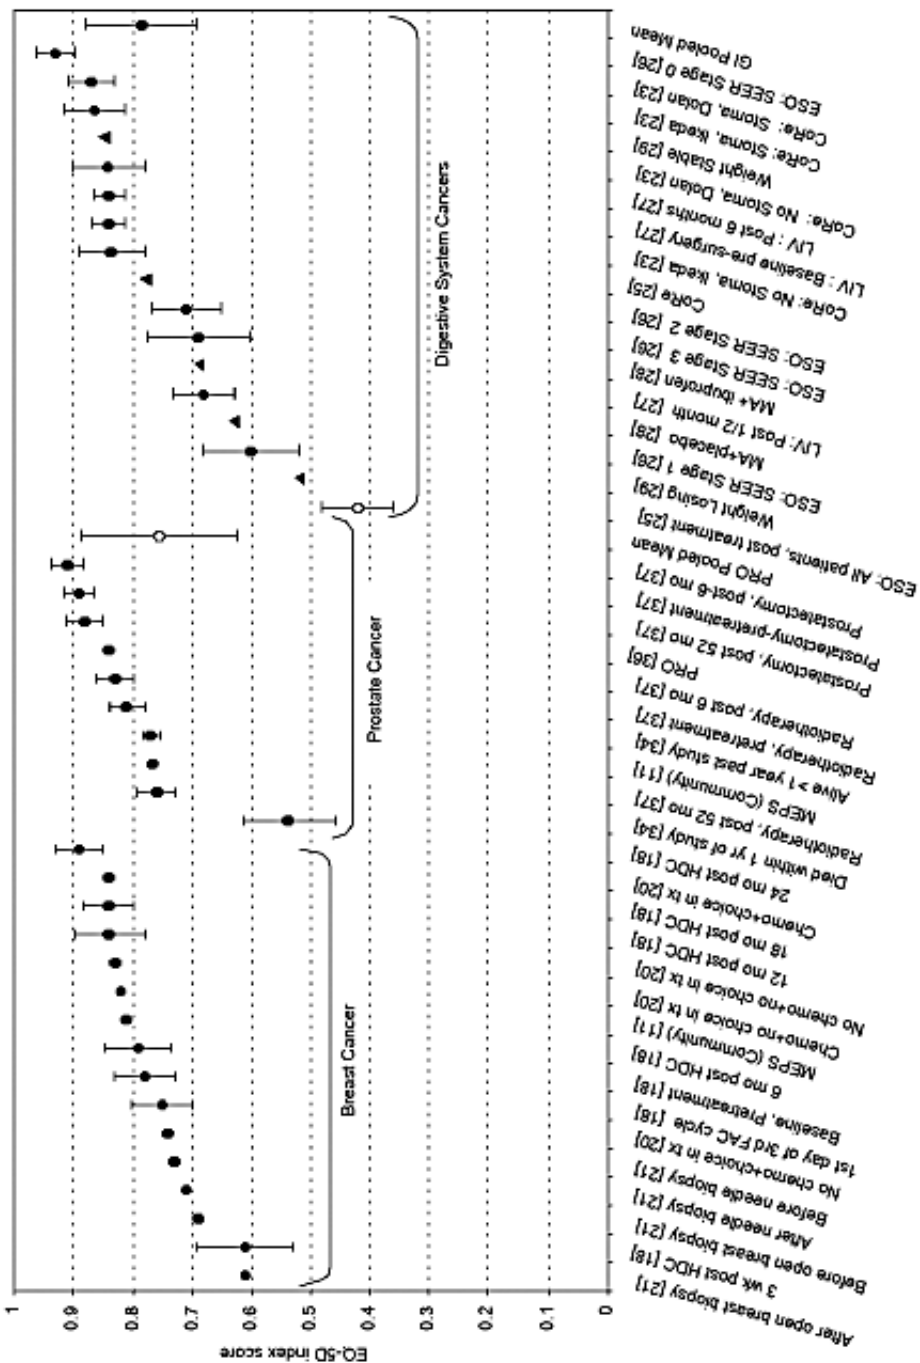 EQ-5D index score
1
0.9
0.8
0.7
0.6
0.5
0.4
0.3
0.2
0.1
0
Breast Cancer
Prostate Cancer
Digestive System Cancers
After open breast biopsy [21]
3 wk post HDC [18]
Before open breast biopsy [21]
After needle biopsy [21]
Before needle biopsy [21]
No chemo+choice in tx [20]
1st day of 3rd FAC cycle [18]
Baseline, Pretreatment [18]
6 mo post HDC [18]
MEPS (Community) [11]
Chemo+no choice in tx [20]
No chemo+no choice in tx [20]
12 mo post HDC [18]
18 mo post HDC [18]
Chemo+choice in tx [20]
24 mo post HDC [18]
Died within 1 yr of study [34]
Radiotherapy, post 52 mo [37]
MEPS (Community) [11]
Alive >1 year past study [34]
Radiotherapy, pretreatment [37]
Radiotherapy, post 6 mo [37]
PRO [36]
Prostatectomy, post 52 mo [37]
Prostatectomy-pretreatment [37]
Prostatectomy, post-6 mo [37]
PRO Pooled Mean
ESO: All patients, post treatment [25]
Weight Losing [29]
ESO: SEER Stage 1 [26]
MA+placebo [28]
LIV: Post 1/2 month [27]
MA+ ibuprofen [28]
ESO: SEER Stage 3 [26]
ESO: SEER Stage 2 [26]
CoRe [25]
CoRe: No Stoma, Ikeda [23]
LIV : Baseline pre-surgery [27]
LIV : Post 6 months [27]
CoRe: No Stoma, Dolan [23]
Weight Stable [29]
CoRe: Stoma, Ikeda [23]
CoRe: Stoma, Dolan [23]
ESO: SEER Stage 0 [26]
GI Pooled Mean